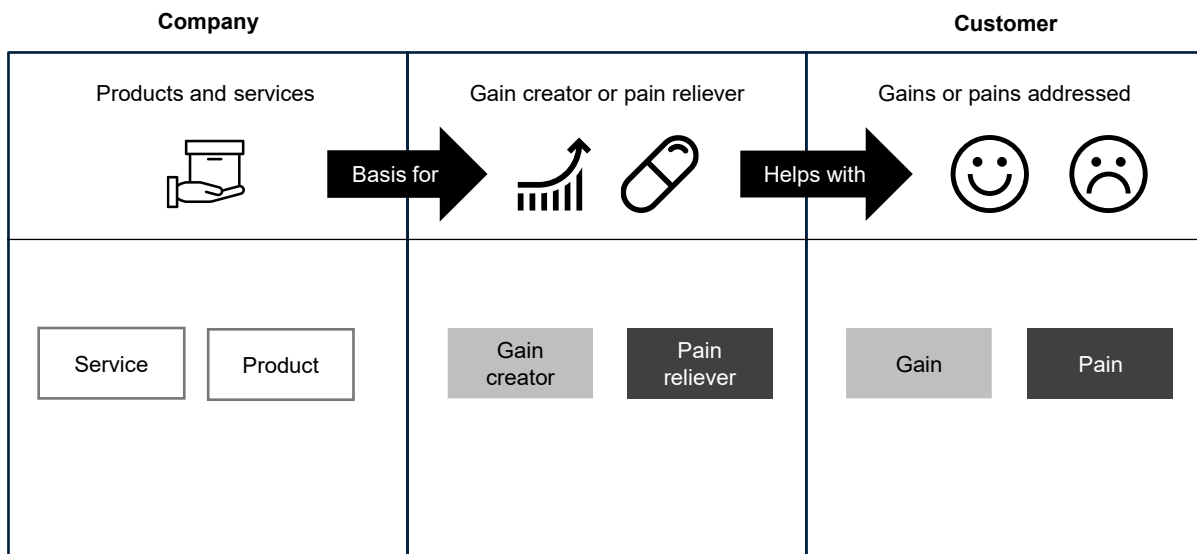 Company
Customer
Products and services
Gain creator or pain reliever
Gains or pains addressed
Basis for
Helps with
Service
Product
Gain
creator
Pain
reliever
Gain
Pain